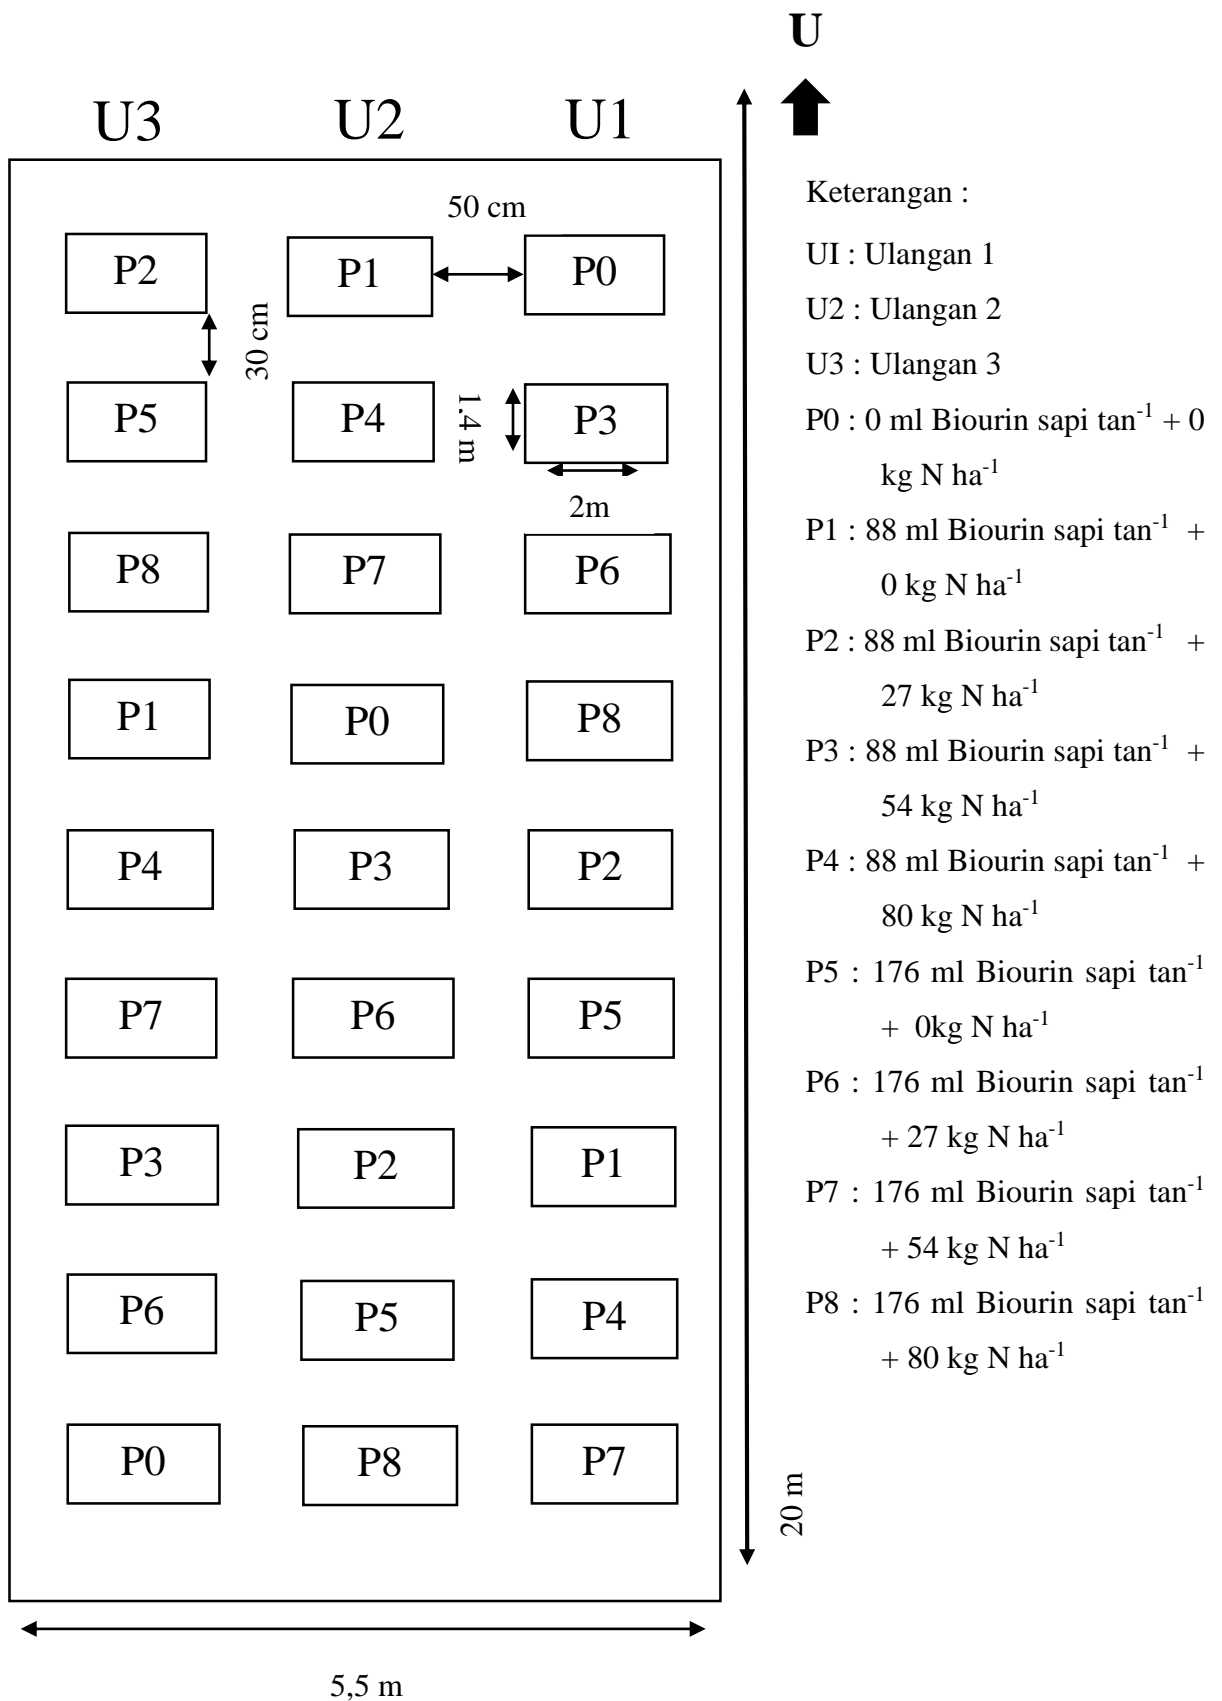 U
U3 U2 U1
50 cm
P2 P1 P0
30 cm
P5 P4 1.4 m P3
2m
P8 P7 P6
P1 P0 P8
P4 P3 P2
P7 P6 P5
P3 P2 P1
P6 P5 P4
P0 P8 P7
20 m
5,5 m
Keterangan :
UI : Ulangan 1
U2 : Ulangan 2
U3 : Ulangan 3
P0 : 0 ml Biourin sapi tan⁻¹ + 0
kg N ha⁻¹
P1 : 88 ml Biourin sapi tan⁻¹ +
0 kg N ha⁻¹
P2 : 88 ml Biourin sapi tan⁻¹ +
27 kg N ha⁻¹
P3 : 88 ml Biourin sapi tan⁻¹ +
54 kg N ha⁻¹
P4 : 88 ml Biourin sapi tan⁻¹ +
80 kg N ha⁻¹
P5 : 176 ml Biourin sapi tan⁻¹
+ 0kg N ha⁻¹
P6 : 176 ml Biourin sapi tan⁻¹
+ 27 kg N ha⁻¹
P7 : 176 ml Biourin sapi tan⁻¹
+ 54 kg N ha⁻¹
P8 : 176 ml Biourin sapi tan⁻¹
+ 80 kg N ha⁻¹